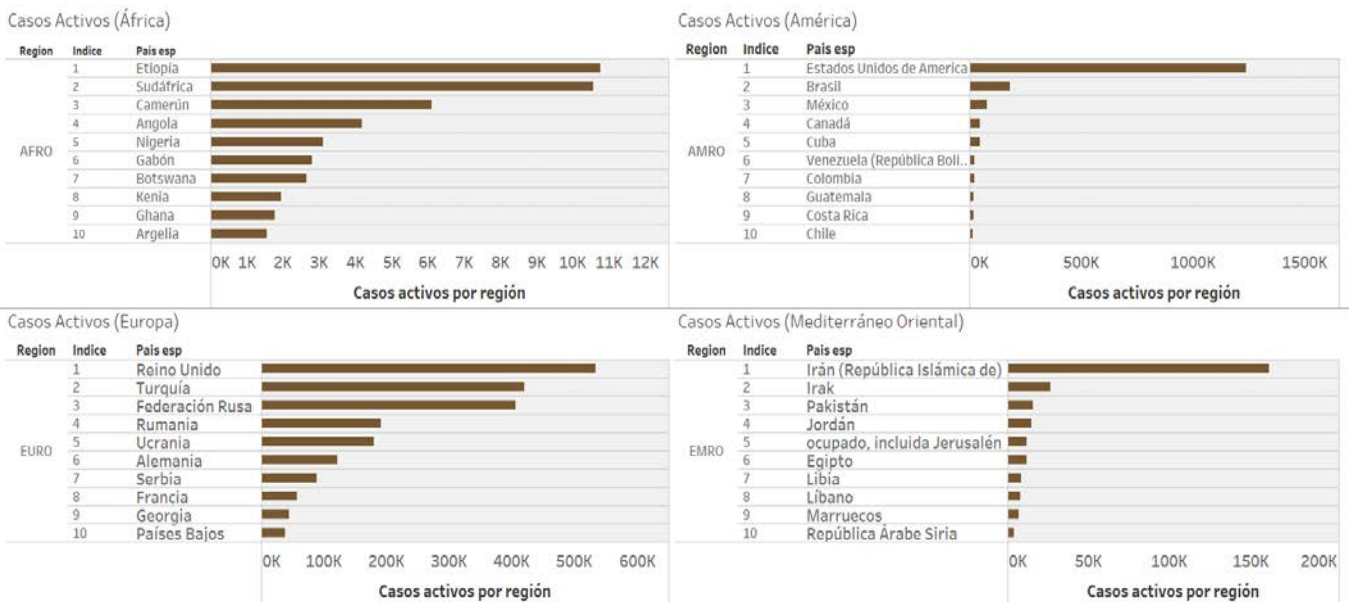 Casos Activos (África)
Region Indice Pais esp
AFRO
1 Etiopía
2 Sudáfrica
3 Camerún
4 Angola
5 Nigeria
6 Gabón
7 Botswana
8 Kenia
9 Ghana
10 Argelia
0K 1K 2K 3K 4K 5K 6K 7K 8K 9K 10K 11K 12K
Casos activos por región
Casos Activos (América)
Region Indice Pais esp
AMRO
1 Estados Unidos de America
2 Brasil
3 México
4 Canadá
5 Cuba
6 Venezuela (República Boli..
7 Colombia
8 Guatemala
9 Costa Rica
10 Chile
0K 500K 1000K 1500K
Casos activos por región
Casos Activos (Europa)
Region Indice Pais esp
EURO
1 Reino Unido
2 Turquía
3 Federación Rusa
4 Rumania
5 Ucrania
6 Alemania
7 Serbia
8 Francia
9 Georgia
10 Países Bajos
0K 100K 200K 300K 400K 500K 600K
Casos activos por región
Casos Activos (Mediterráneo Oriental)
Region Indice Pais esp
EMRO
1 Irán (República Islámica de)
2 Irak
3 Pakistán
4 Jordán
5 ocupado, incluida Jerusalén
6 Egipto
7 Libia
8 Líbano
9 Marruecos
10 República Árabe Siria
0K 50K 100K 150K 200K
Casos activos por región